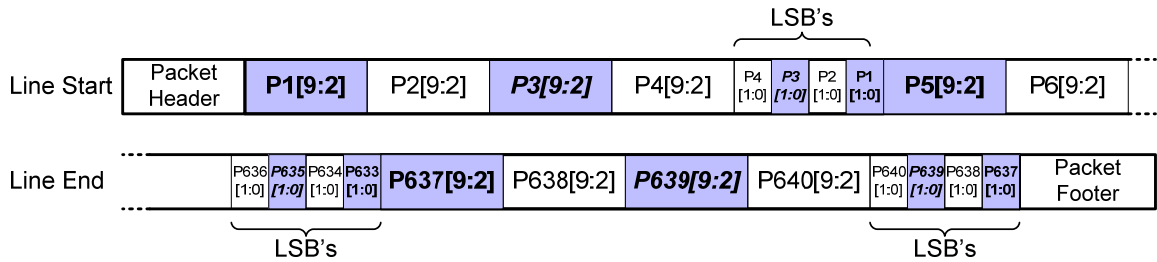 LSB's
Line Start Packet Header P1[9:2] P2[9:2] P3[9:2] P4[9:2] P4 [1:0] P3 [1:0] P2 [1:0] P1 [1:0] P5[9:2] P6[9:2]
Line End P636 [1:0] P635 [1:0] P634 [1:0] P633 [1:0] P637[9:2] P638[9:2] P639[9:2] P640[9:2] P640 [1:0] P639 [1:0] P638 [1:0] P637 [1:0] Packet Footer
LSB's LSB's